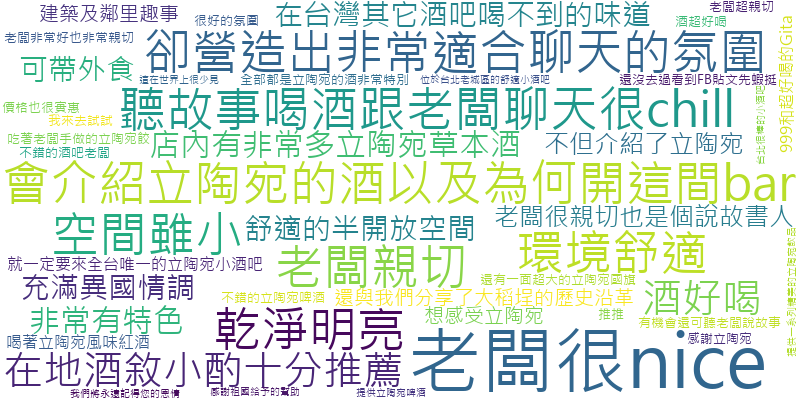 建築及鄰里趣事
很好的氛圍
在台灣其它酒吧喝不到的味道
老闆超親切
酒超好喝
老闆非常好也非常親切
卻營造出非常適合聊天的氛圍
可帶外食
這在世界上很少見
全部都是立陶宛的酒非常特別
位於台北老城區的舒適小酒吧
還沒去過看到FB貼文先蝦挺
999和超好喝的Gita
價格也很實惠
聽故事喝酒跟老闆聊天很chill
我來去試試
吃著老闆手做的立陶宛餃
不錯的酒吧老闆
店內有非常多立陶宛草本酒
不但介紹了立陶宛
會介紹立陶宛的酒以及為何開這間bar
空間雖小
舒適的半開放空間
老闆很親切也是個說故書人
環境舒適
老闆親切
就一定要來全台唯一的立陶宛小酒吧
還有一面超大的立陶宛國旗
充滿異國情調
不錯的立陶宛啤酒
還與我們分享了大稻埕的歷史沿革
酒好喝
非常有特色
乾淨明亮
想感受立陶宛
推推
有機會還可聽老闆說故事
喝著立陶宛風味紅酒
感謝立陶宛
在地酒敘小酌十分推薦
老闆很nice
我們將永遠記得您的恩情
感謝祖國給予的幫助
提供立陶宛啤酒